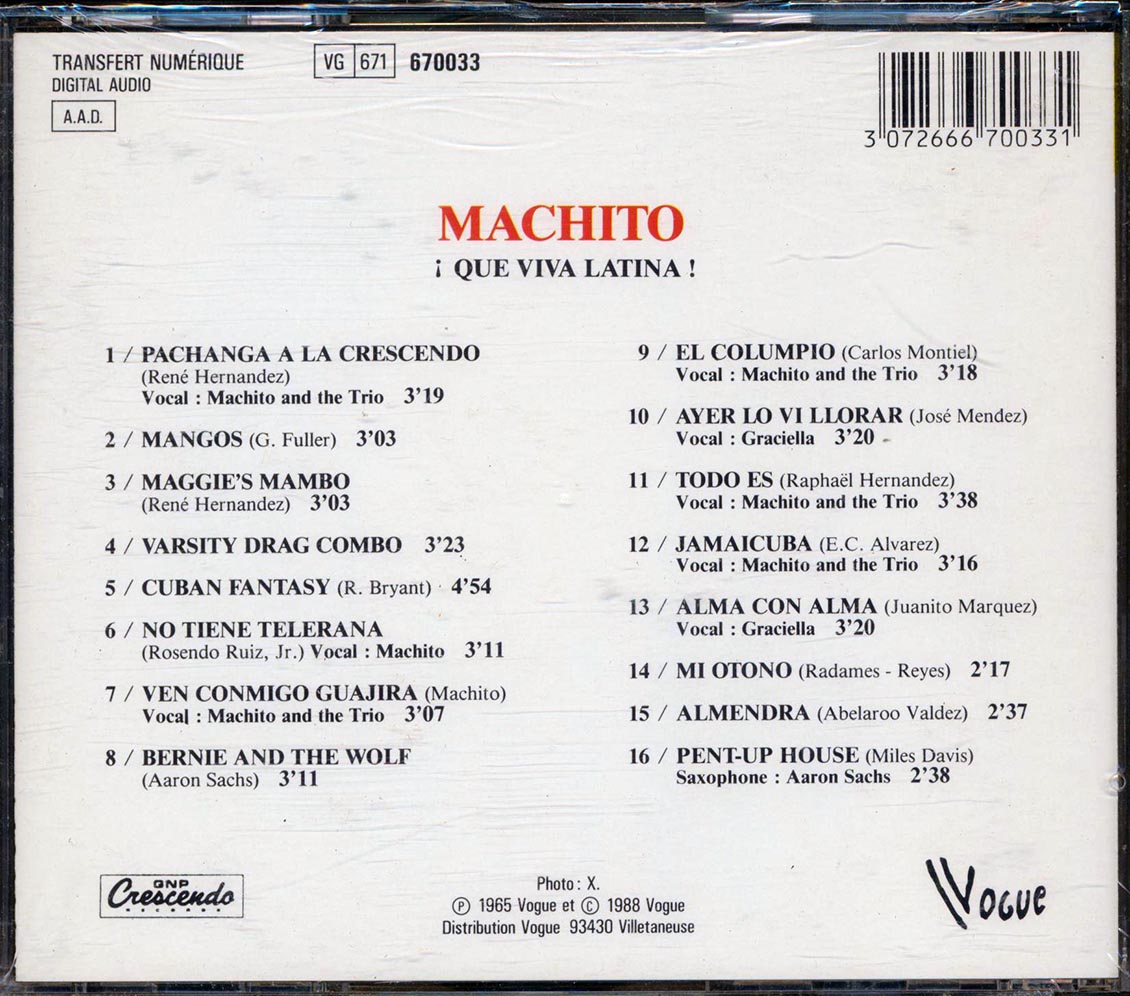 TRANSFERT NUMÉRIQUE
DIGITAL AUDIO
A.A.D.
VG 671 670033
3 072666 700331
MACHITO
¡ QUE VIVA LATINA !
1 / PACHANGA A LA CRESCENDO
(René Hernandez)
Vocal : Machito and the Trio 3’19
2 / MANGOS (G. Fuller) 3’03
3 / MAGGIE’S MAMBO
(René Hernandez) 3’03
4 / VARSITY DRAG COMBO 3’23
5 / CUBAN FANTASY (R. Bryant) 4’54
6 / NO TIENE TELERANA
(Rosendo Ruiz, Jr.) Vocal : Machito 3’11
7 / VEN CONMIGO GUAJIRA (Machito)
Vocal : Machito and the Trio 3’07
8 / BERNIE AND THE WOLF
(Aaron Sachs) 3’11
9 / EL COLUMPIO (Carlos Montiel)
Vocal : Machito and the Trio 3’18
10 / AYER LO VI LLORAR (José Mendez)
Vocal : Graciella 3’20
11 / TODO ES (Raphaël Hernandez)
Vocal : Machito and the Trio 3’38
12 / JAMAICUBA (E.C. Alvarez)
Vocal : Machito and the Trio 3’16
13 / ALMA CON ALMA (Juanito Marquez)
Vocal : Graciella 3’20
14 / MI OTONO (Radames - Reyes) 2’17
15 / ALMENDRA (Abelaroo Valdez) 2’37
16 / PENT-UP HOUSE (Miles Davis)
Saxophone : Aaron Sachs 2’38
GNP
Crescendo
RECORDS
Photo : X.
Ⓟ 1965 Vogue et © 1988 Vogue
Distribution Vogue 93430 Villetaneuse
VOGUE